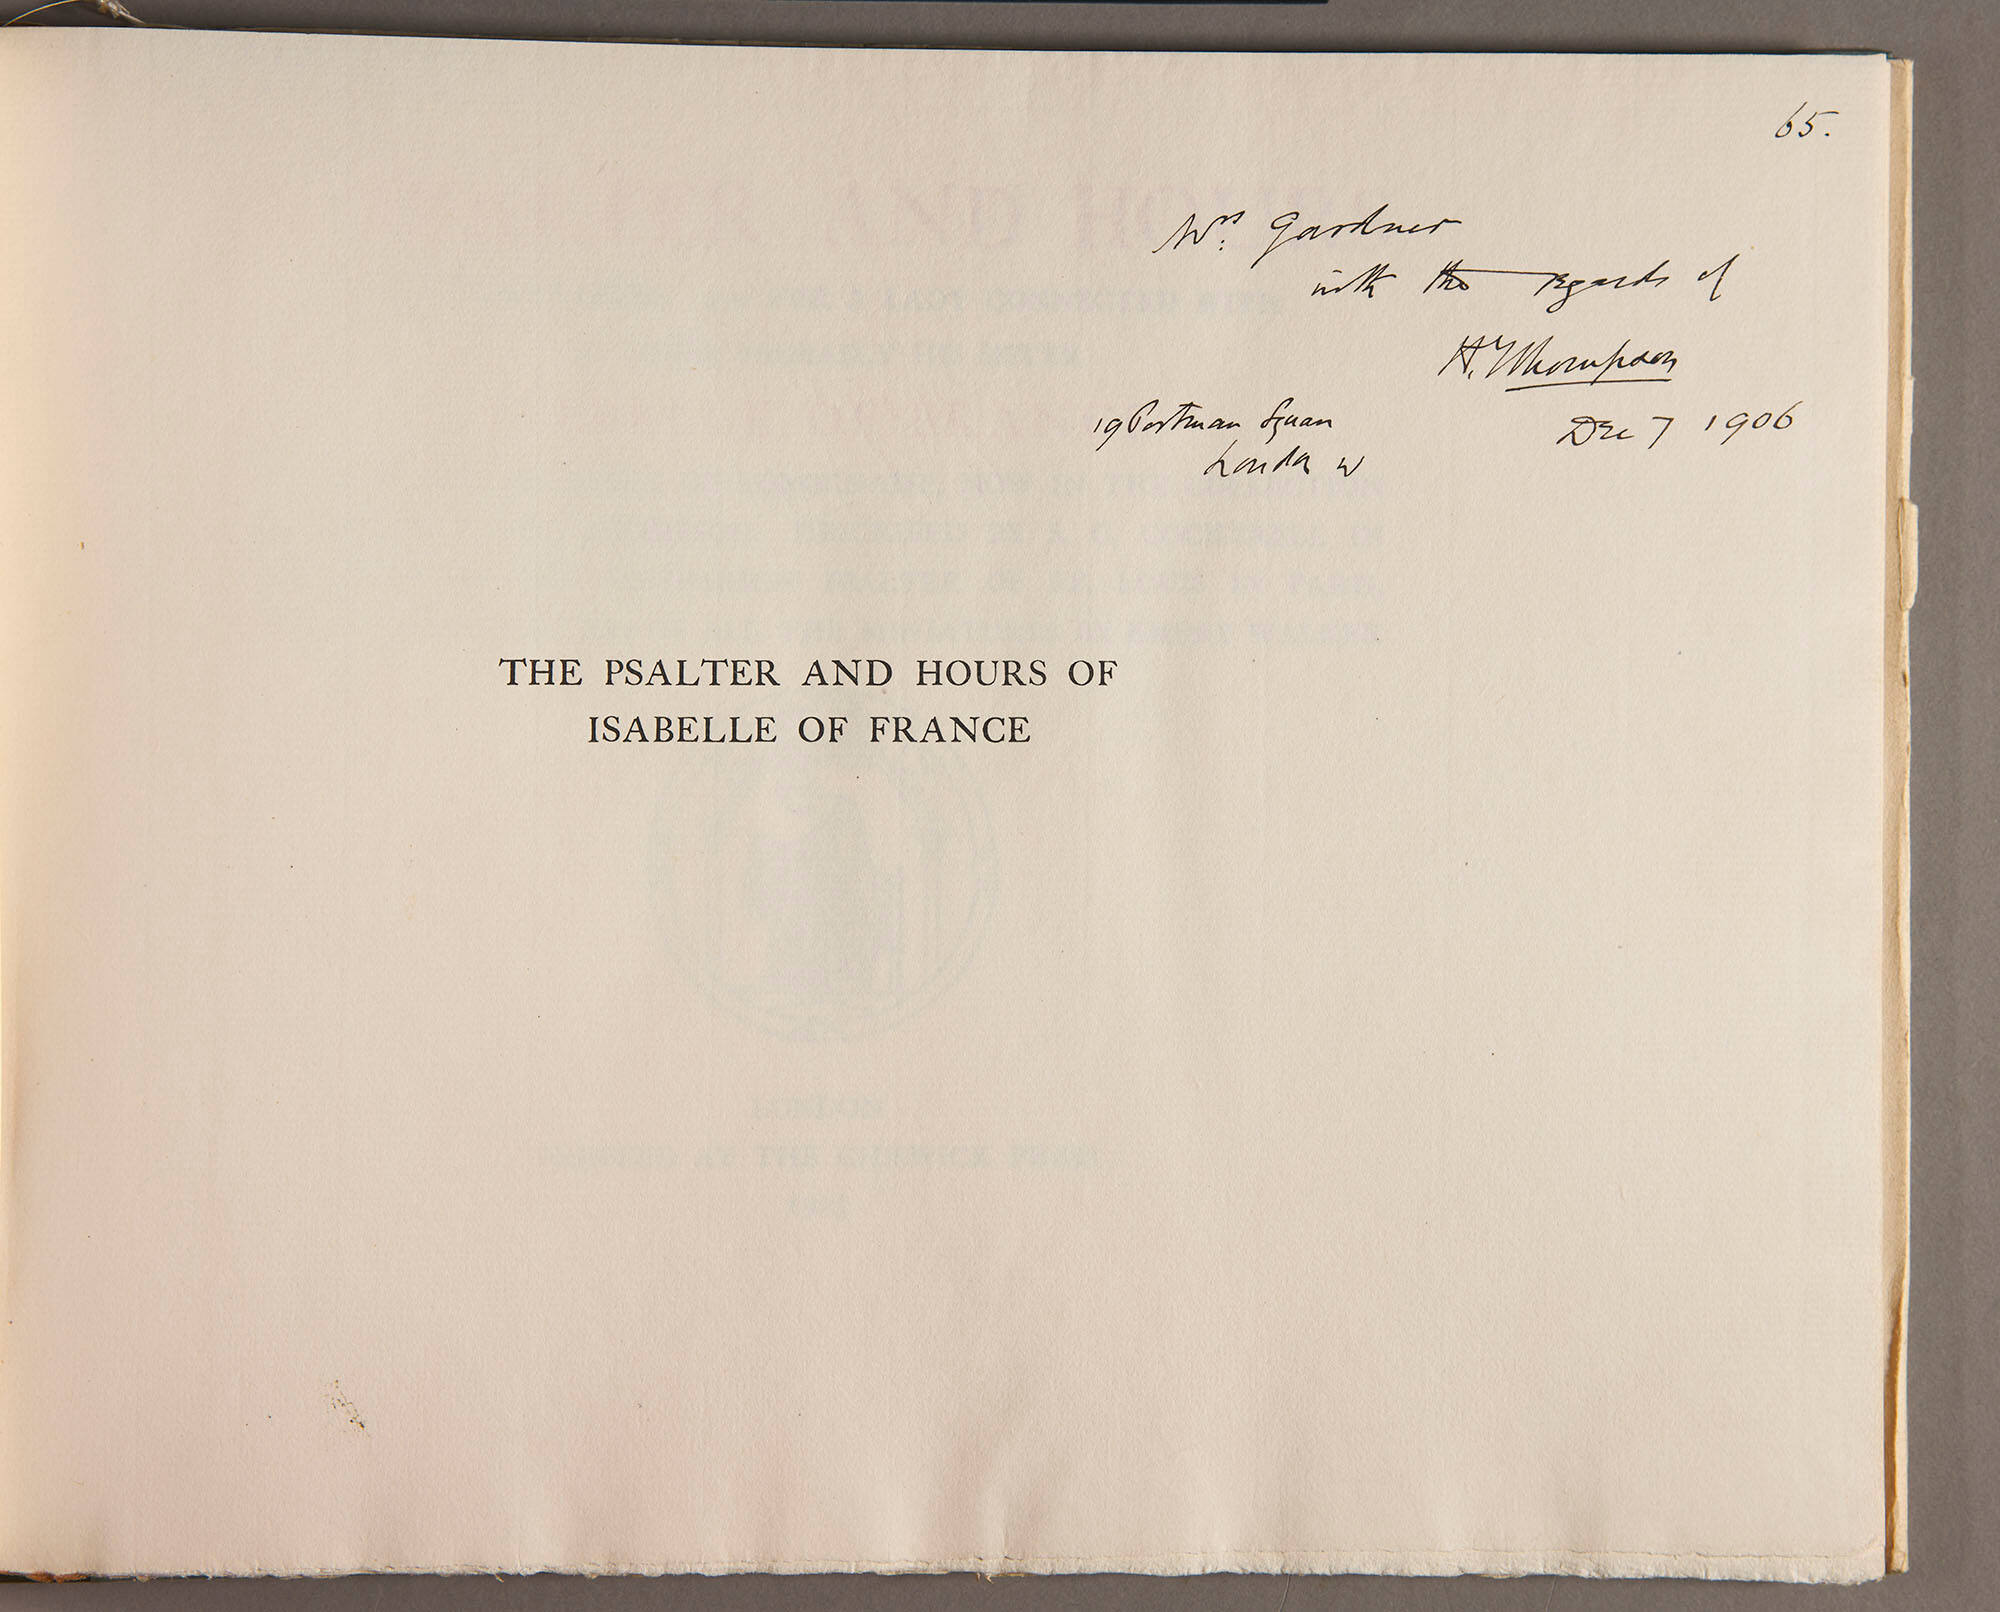 65.
Mrs. Gardner
with the regards of
H. Y. Thompson
19 Portman Square
London W
Dec 7 1906
THE PSALTER AND HOURS OF
ISABELLE OF FRANCE